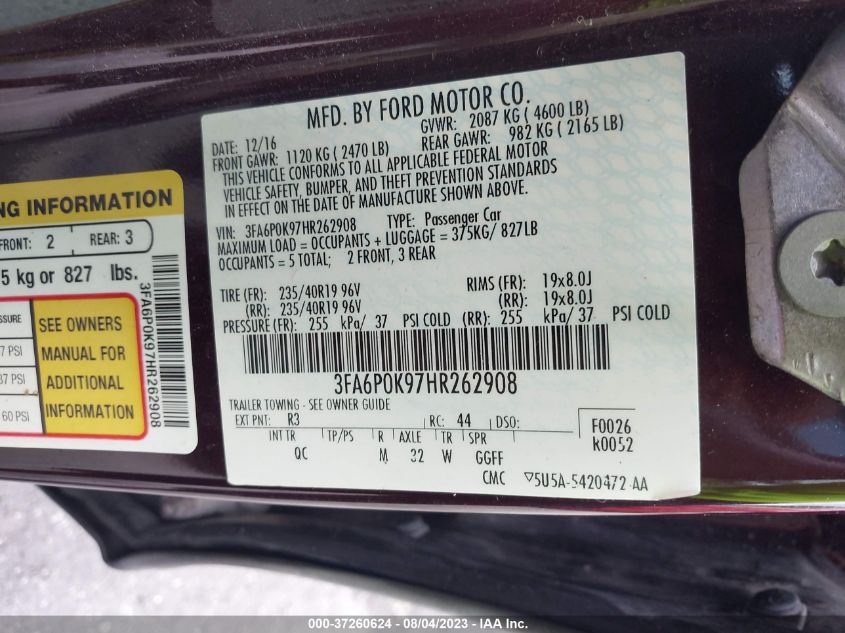 NG INFORMATION
FRONT: 2 REAR: 3
5 kg or 827 lbs.
SSURE
7 PSI
37 PSI
60 PSI
SEE OWNERS
MANUAL FOR
ADDITIONAL
INFORMATION
3FA6P0K97HR262908
MFD. BY FORD MOTOR CO.
DATE: 12/16 GVWR: 2087 KG ( 4600 LB)
FRONT GAWR: 1120 KG ( 2470 LB) REAR GAWR: 982 KG ( 2165 LB)
THIS VEHICLE CONFORMS TO ALL APPLICABLE FEDERAL MOTOR
VEHICLE SAFETY, BUMPER, AND THEFT PREVENTION STANDARDS
IN EFFECT ON THE DATE OF MANUFACTURE SHOWN ABOVE.
VIN: 3FA6P0K97HR262908 TYPE: Passenger Car
MAXIMUM LOAD = OCCUPANTS + LUGGAGE = 375KG/ 827LB
OCCUPANTS = 5 TOTAL; 2 FRONT, 3 REAR
TIRE (FR): 235/40R19 96V RIMS (FR): 19x8.0J
(RR): 235/40R19 96V (RR): 19x8.0J
PRESSURE (FR): 255 kPa/ 37 PSI COLD (RR): 255 kPa/ 37 PSI COLD
3FA6P0K97HR262908
TRAILER TOWING - SEE OWNER GUIDE
EXT PNT: R3 RC: 44 DSO: F0026
INT TR TP/PS R AXLE TR SPR k0052
QC M 32 W GGFF
CMC ▽5U5A-5420472-AA
000-37260624 - 08/04/2023 - IAA Inc.